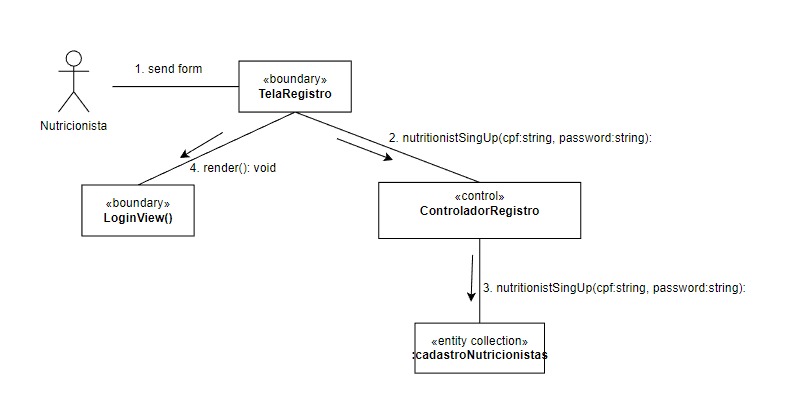 1. send form
«boundary»
TelaRegistro
Nutricionista
2. nutritionistSingUp(cpf:string, password:string):
4. render(): void
«boundary»
LoginView()
«control»
ControladorRegistro
3. nutritionistSingUp(cpf:string, password:string):
«entity collection»
:cadastroNutricionistas